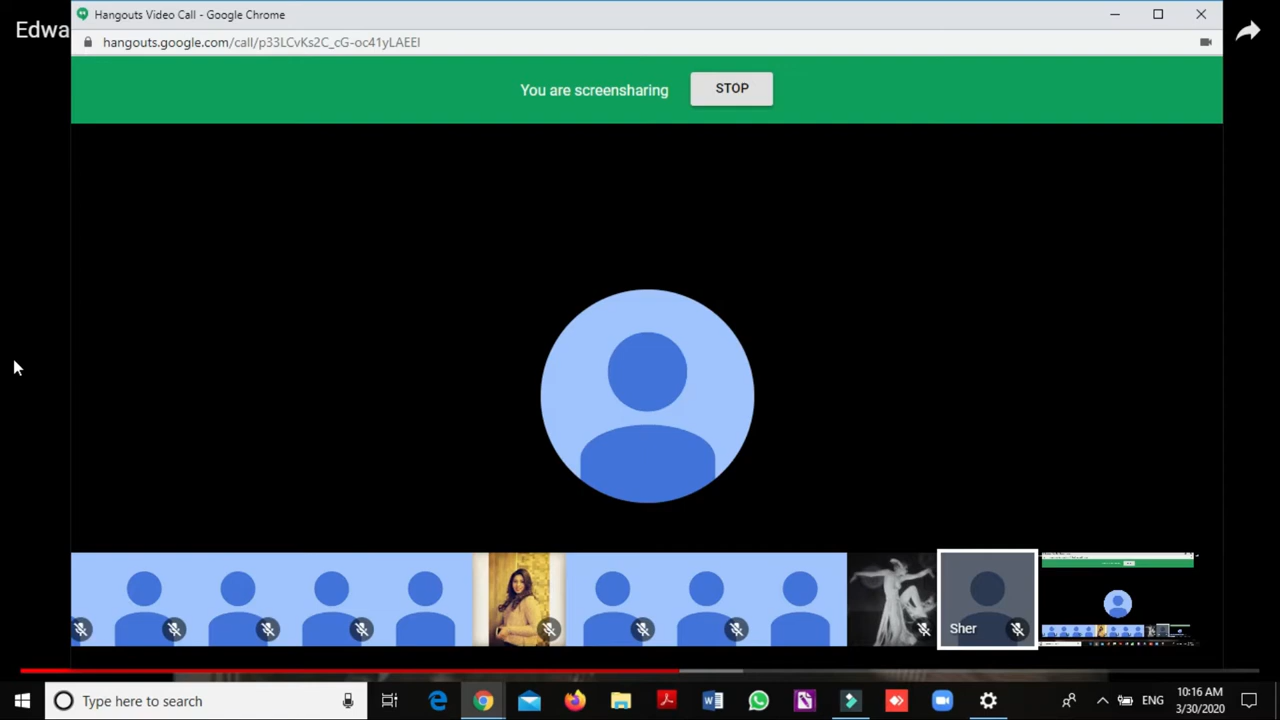 Hangouts Video Call - Google Chrome
Edwa
hangouts.google.com/call/p33LCvKs2C_cG-oc41yLAEEI
You are screensharing
STOP
Sher
Type here to search
ENG
10:16 AM
3/30/2020